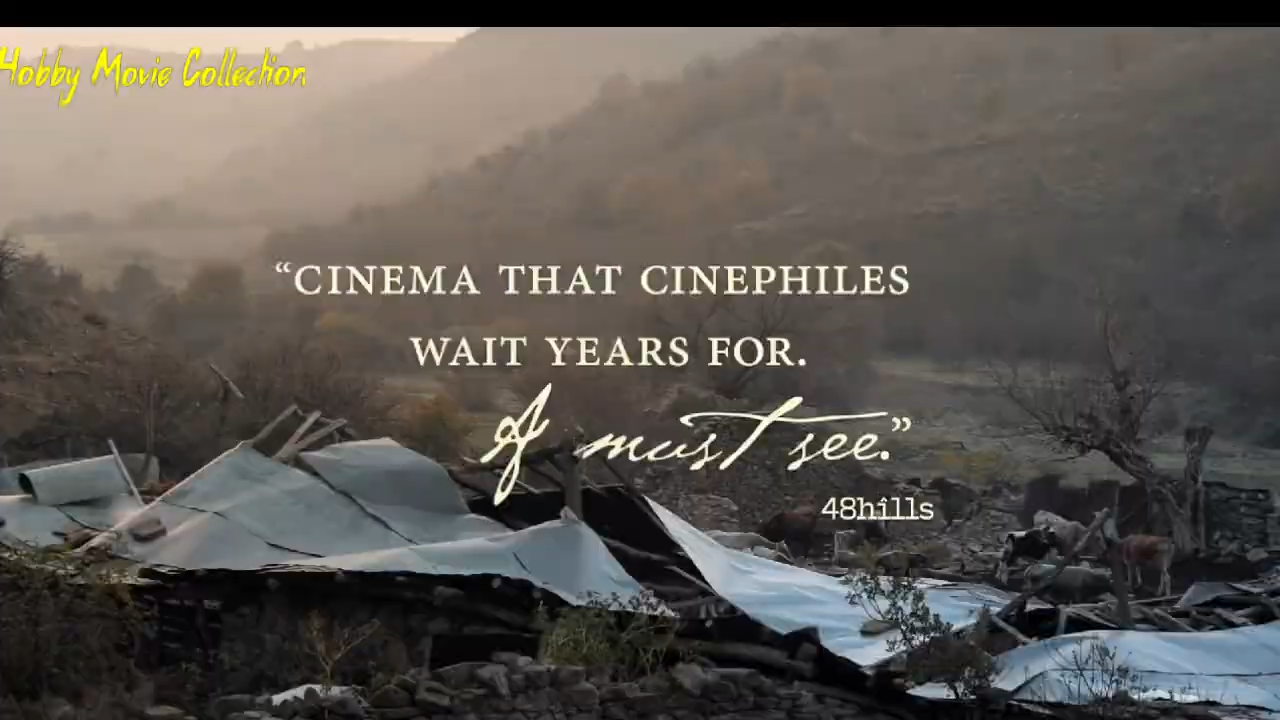 Hobby Movie Collection
“CINEMA THAT CINEPHILES
WAIT YEARS FOR.
A must see.”
48hills